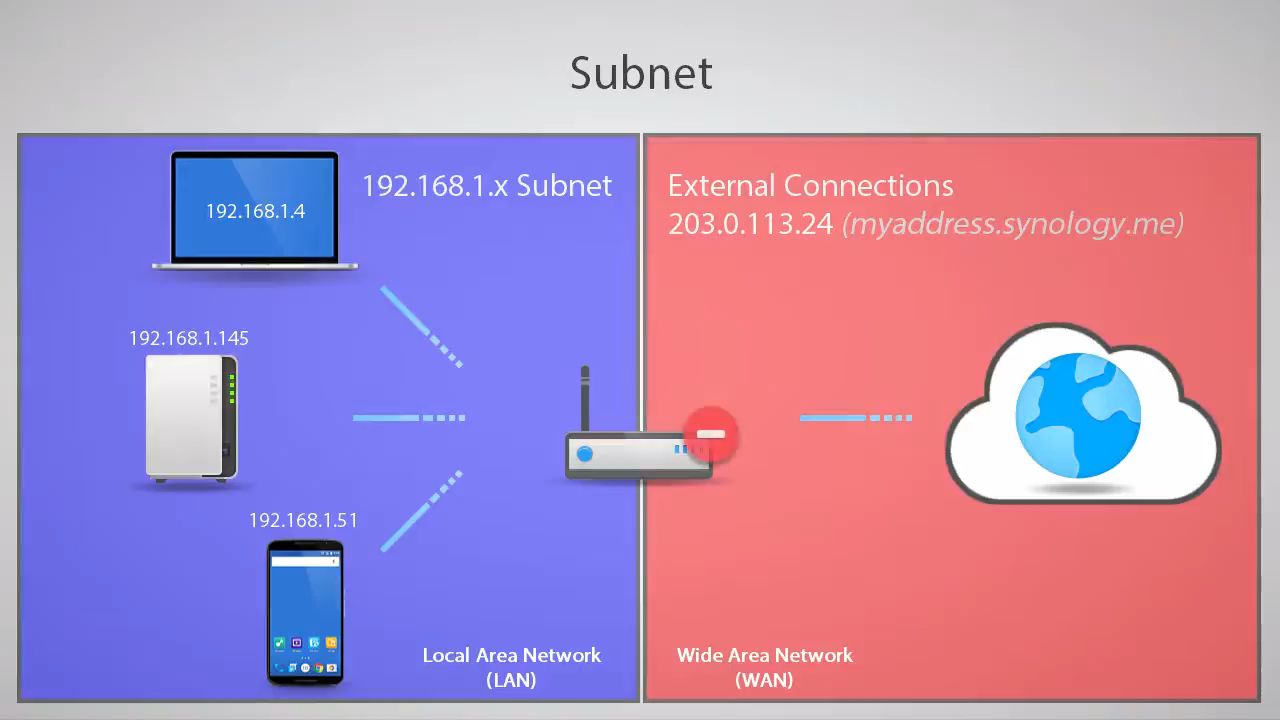 Subnet
192.168.1.4
192.168.1.x Subnet
192.168.1.145
192.168.1.51
Local Area Network
(LAN)
External Connections
203.0.113.24 (myaddress.synology.me)
Wide Area Network
(WAN)